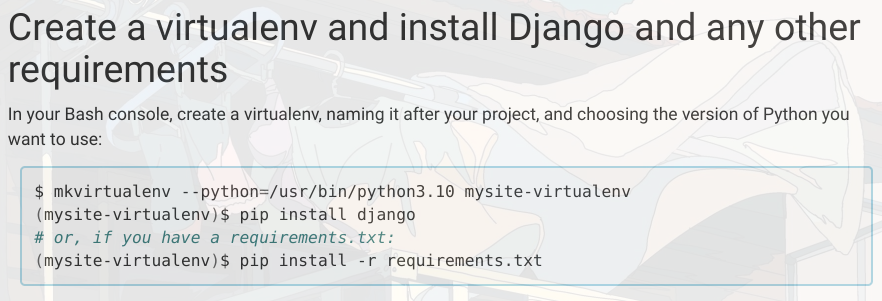 Create a virtualenv and install Django and any other
requirements
In your Bash console, create a virtualenv, naming it after your project, and choosing the version of Python you
want to use:
$ mkvirtualenv --python=/usr/bin/python3.10 mysite-virtualenv
(mysite-virtualenv)$ pip install django
# or, if you have a requirements.txt:
(mysite-virtualenv)$ pip install -r requirements.txt